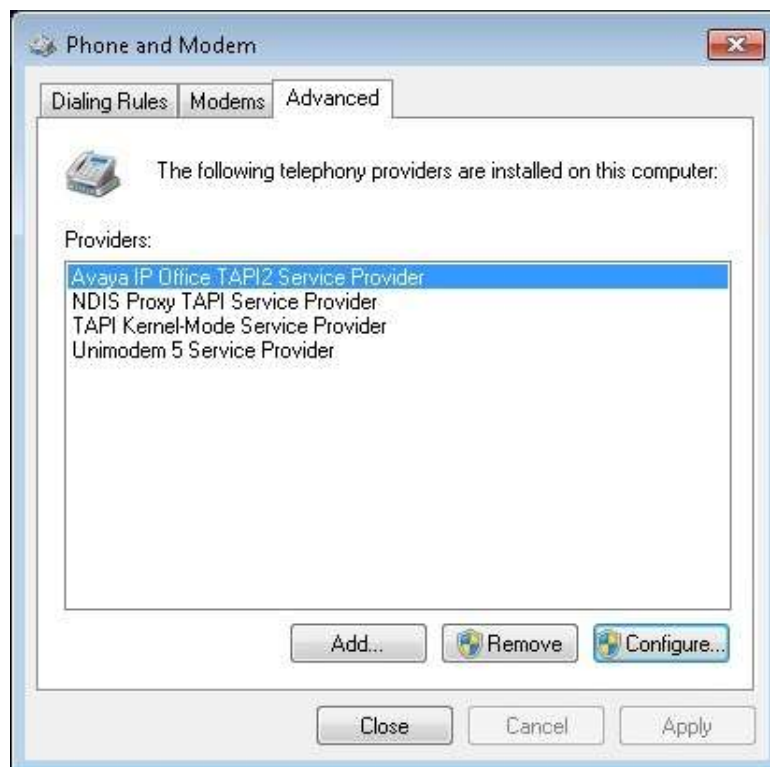 Phone and Modem
Dialing Rules Modems Advanced
The following telephony providers are installed on this computer:
Providers:
Avaya IP Office TAPI2 Service Provider
NDIS Proxy TAPI Service Provider
TAPI Kernel-Mode Service Provider
Unimodem 5 Service Provider
Add... Remove Configure...
Close Cancel Apply